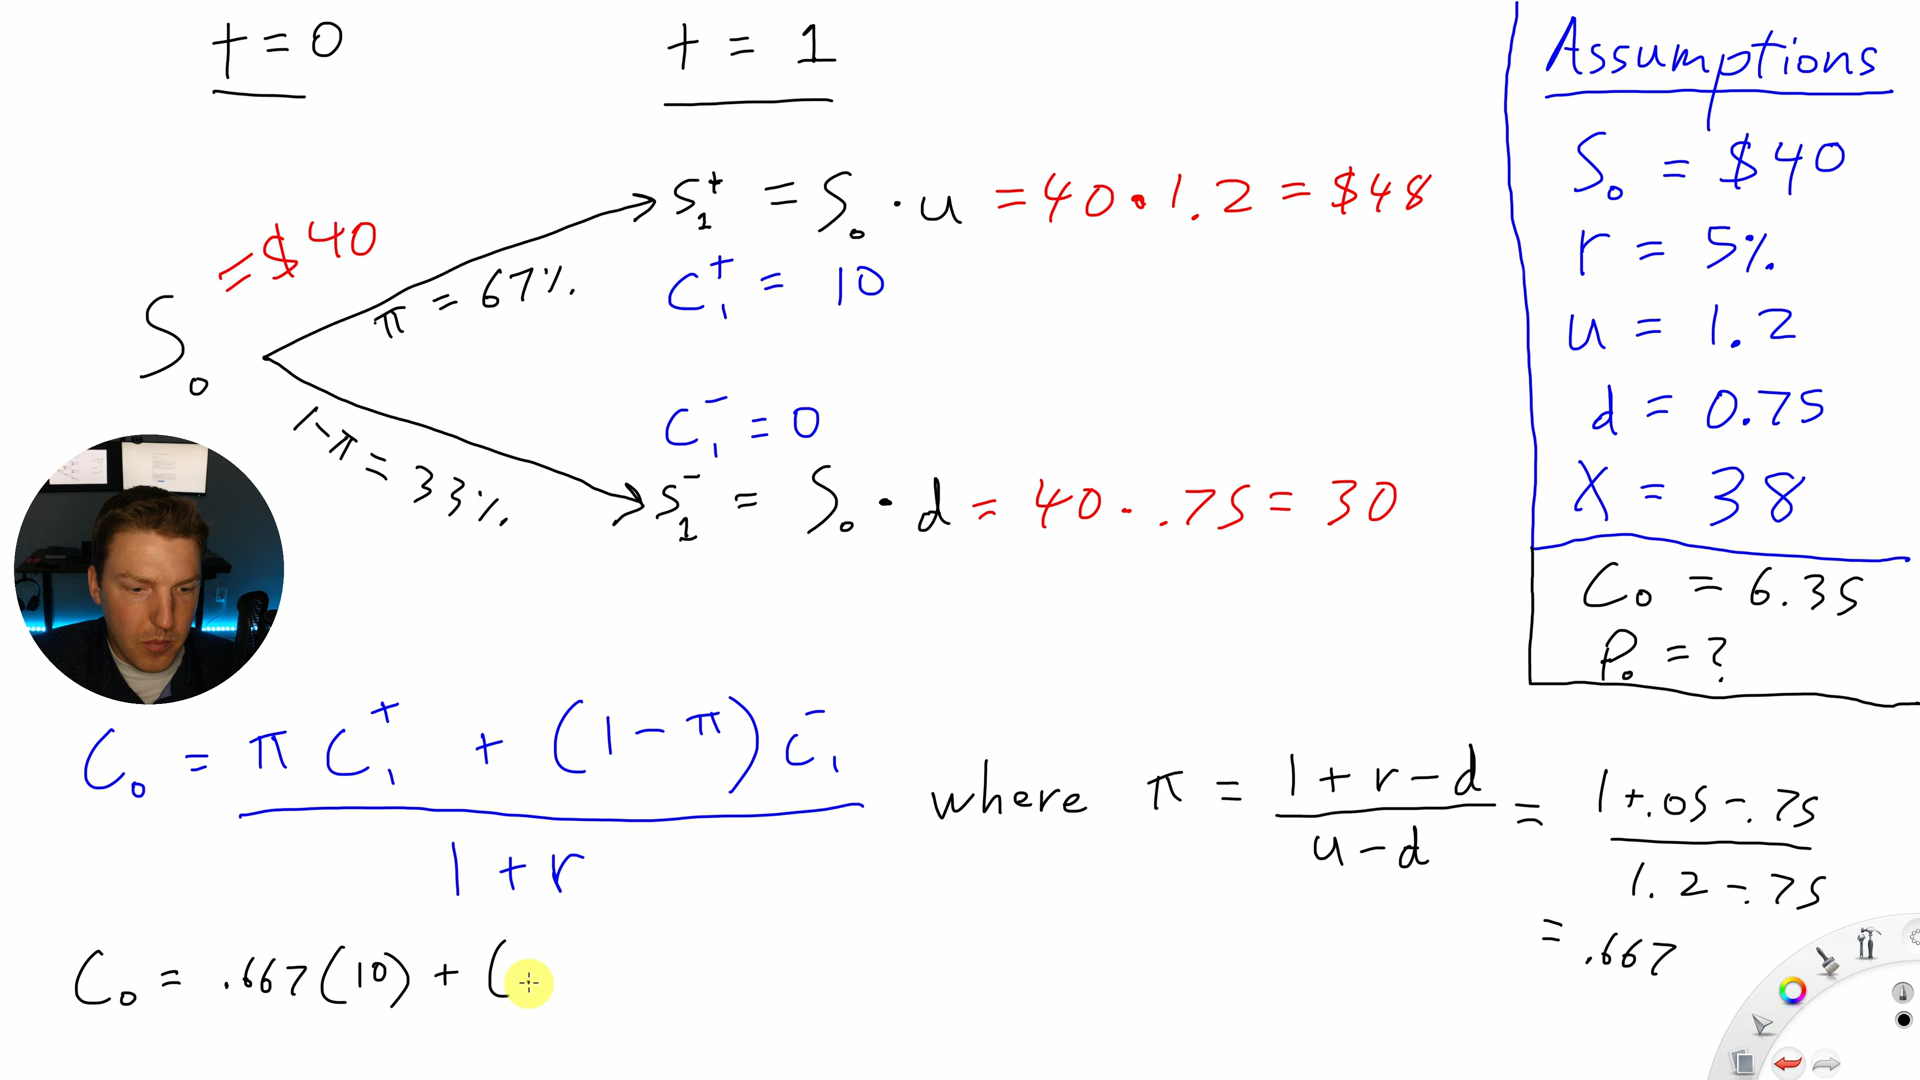 t = 0
t = 1
S₀ = $40
π = 67%
1-π = 33%
S₁⁺ = S₀ · u = 40 · 1.2 = $48
C₁⁺ = 10
C₁⁻ = 0
S₁⁻ = S₀ · d = 40 · .75 = 30
Assumptions
S₀ = $40
r = 5%
u = 1.2
d = 0.75
X = 38
C₀ = 6.35
P₀ = ?
C₀ = π C₁⁺ + (1 - π) C₁⁻
1 + r
where π = 1 + r - d / u - d = 1 + .05 - .75 / 1.2 - .75
= .667
C₀ = .667 (10) + (